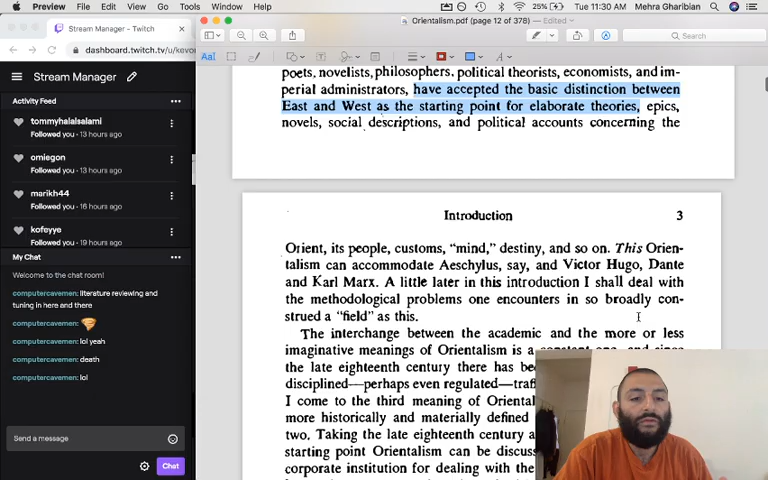 Preview File Edit View Go Tools Window Help
25% Tue 11:30 AM Mehra Gharibian
Stream Manager - Twitch
dashboard.twitch.tv/u/kevo
Stream Manager
Activity Feed
tommyhalalsalami
Followed you • 13 hours ago
omiegon
Followed you • 13 hours ago
marikh44
Followed you • 16 hours ago
kofeyye
Followed you • 19 hours ago
My Chat
Welcome to the chat room!
computercavemen: literature reviewing and
tuning in here and there
computercavemen:
computercavemen: lol yeah
computercavemen: death
computercavemen: lol
Send a message
Chat
Orientalism.pdf (page 12 of 378) — Edited
Search
poets, novelists, philosophers, political theorists, economists, and im-
perial administrators, have accepted the basic distinction between
East and West as the starting point for elaborate theories, epics,
novels, social descriptions, and political accounts concerning the
Introduction 3
Orient, its people, customs, “mind,” destiny, and so on. This Orien-
talism can accommodate Aeschylus, say, and Victor Hugo, Dante
and Karl Marx. A little later in this introduction I shall deal with
the methodological problems one encounters in so broadly con-
strued a “field” as this.
The interchange between the academic and the more or less
imaginative meanings of Orientalism is a constant one, and since
the late eighteenth century there has
disciplined—perhaps even regulated—
I come to the third meaning of
more historically and materially defined
two. Taking the late eighteenth century
starting point Orientalism can be
corporate institution for dealing with the